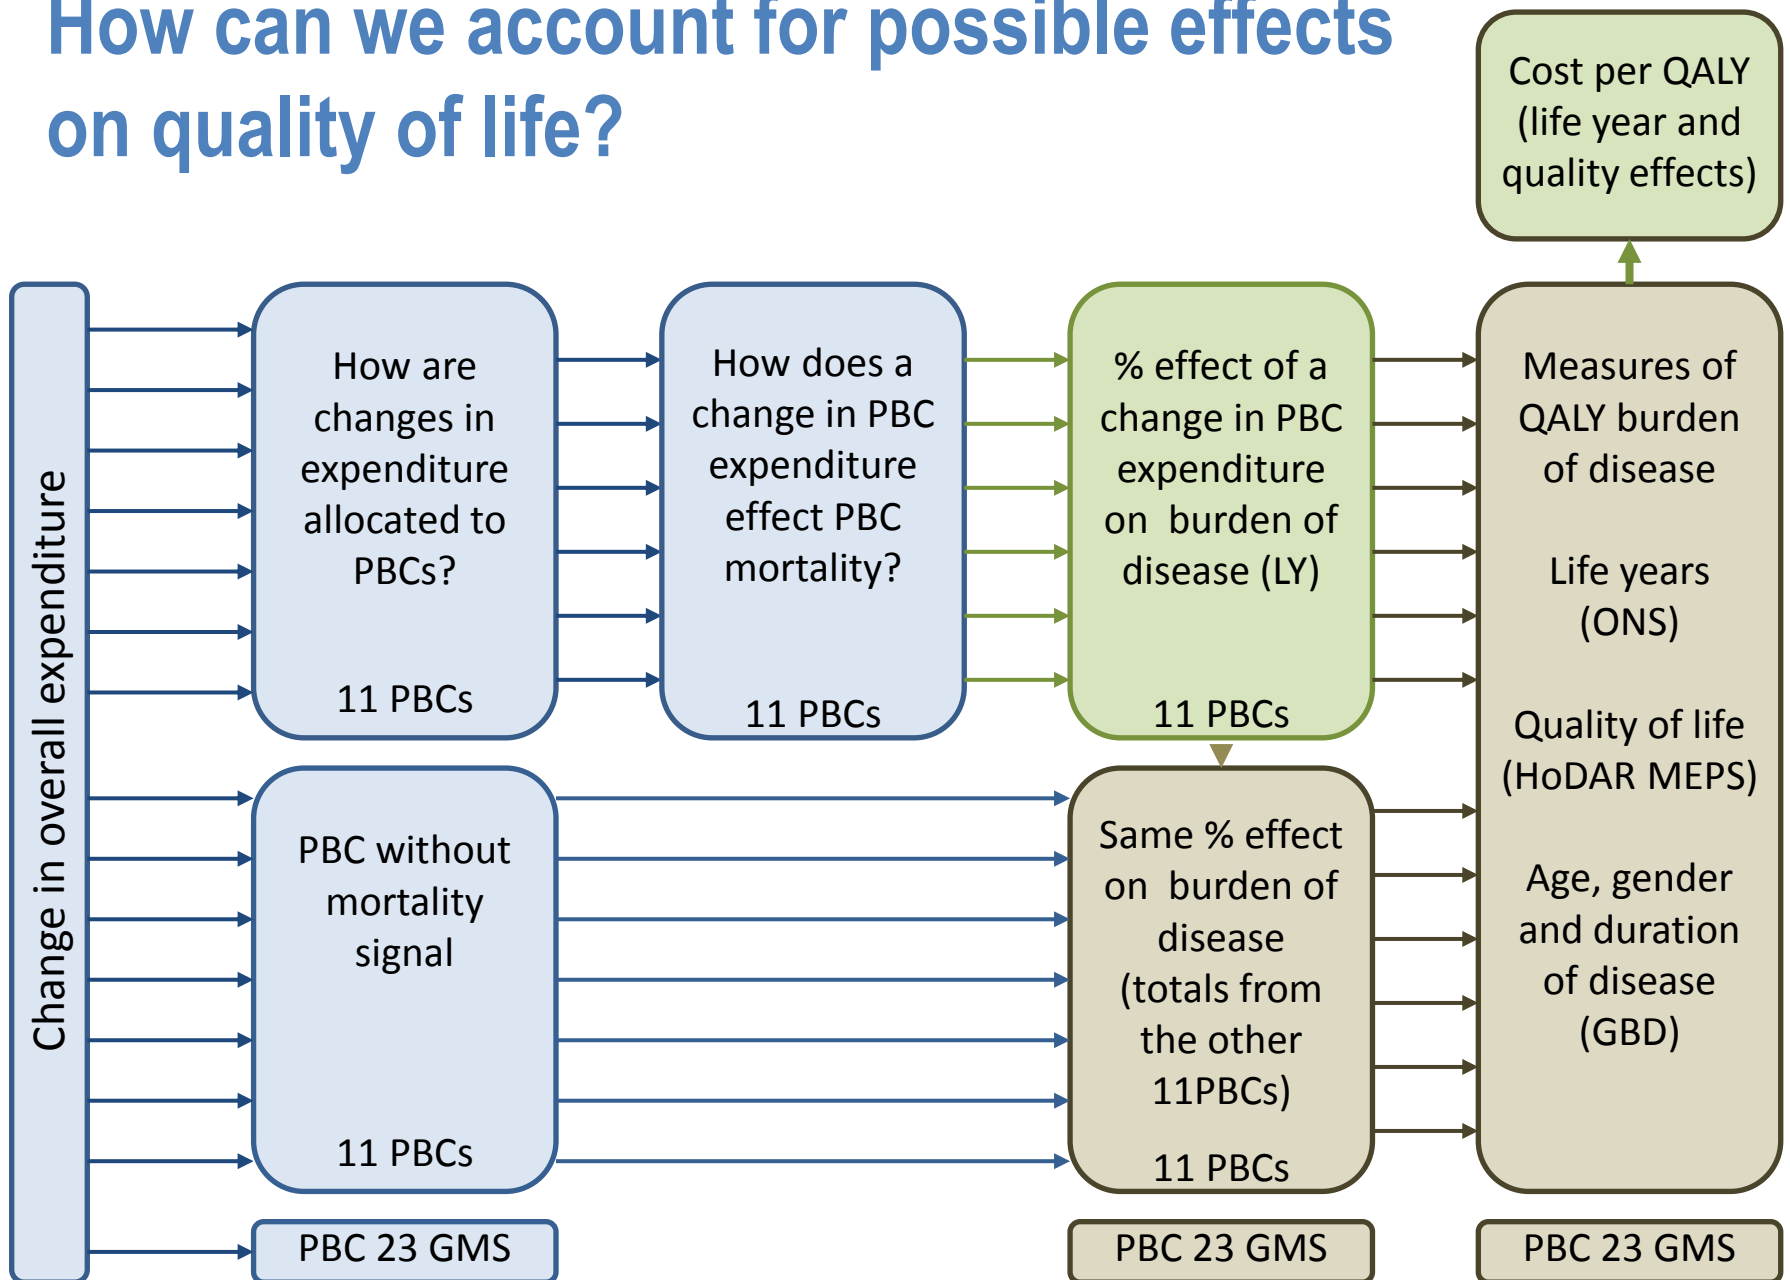 How can we account for possible effects
on quality of life?
Cost per QALY
(life year and
quality effects)
Change in overall expenditure
How are
changes in
expenditure
allocated to
PBCs?
11 PBCs
How does a
change in PBC
expenditure
effect PBC
mortality?
11 PBCs
% effect of a
change in PBC
expenditure
on burden of
disease (LY)
11 PBCs
Measures of
QALY burden
of disease
Life years
(ONS)
Quality of life
(HoDAR MEPS)
Age, gender
and duration
of disease
(GBD)
PBC without
mortality
signal
11 PBCs
Same % effect
on burden of
disease
(totals from
the other
11PBCs)
11 PBCs
PBC 23 GMS
PBC 23 GMS
PBC 23 GMS